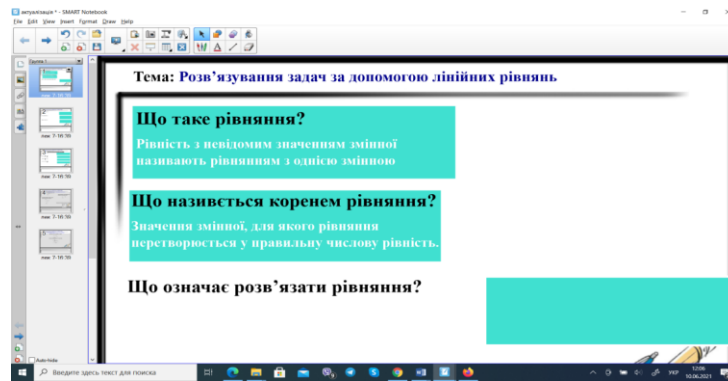 актуалізація * - SMART Notebook
File Edit View Insert Format Draw Help
Тема: Розв’язування задач за допомогою лінійних рівнянь
Що таке рівняння?
Рівність з невідомим значенням змінної
називають рівнянням з однією змінною
Що називється коренем рівняння?
Значення змінної, для якого рівняння
перетворюється у правильну числову рівність.
Що означає розв’язати рівняння?
Auto-hide
Введите здесь текст для поиска
УКР
12:06
10.06.2021